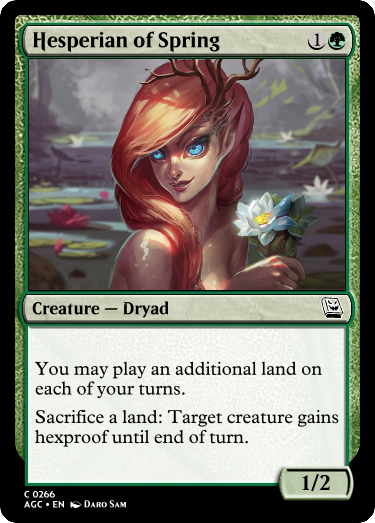 Hesperian of Spring 1
Creature — Dryad
You may play an additional land on
each of your turns.
Sacrifice a land: Target creature gains
hexproof until end of turn.
1/2
C 0266
AGC • EN Daro Sam